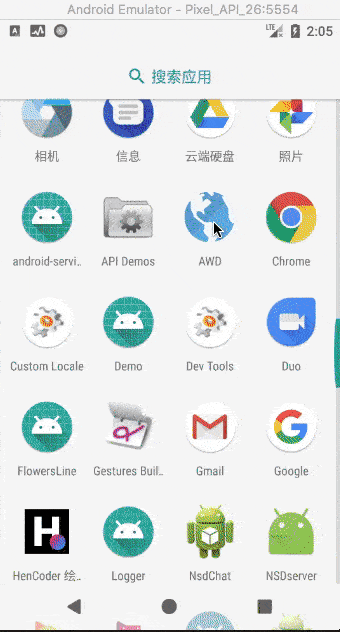 Android Emulator - Pixel_API_26:5554
A LTE 2:05
搜索应用
相机 信息 云端硬盘 照片
android-servi.. API Demos AWD Chrome
Custom Locale Demo Dev Tools Duo
FlowersLine Gestures Buil.. Gmail Google
H
HenCoder 绘.. Logger NsdChat NSDserver